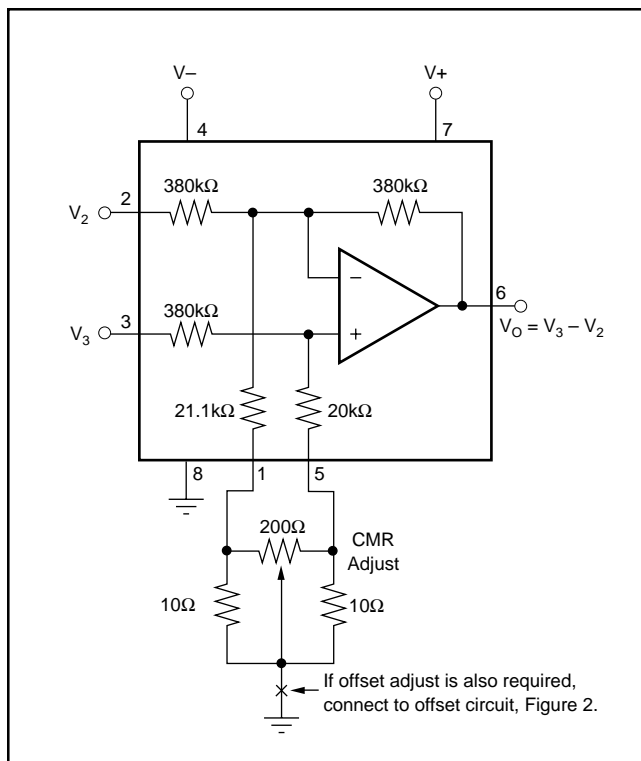 V– V+
4 7
380kΩ 380kΩ
V2 2
–
6
380kΩ
V3 3
+
VO = V3 – V2
21.1kΩ 20kΩ
8 1 5
200Ω
CMR
Adjust
10Ω 10Ω
If offset adjust is also required,
connect to offset circuit, Figure 2.